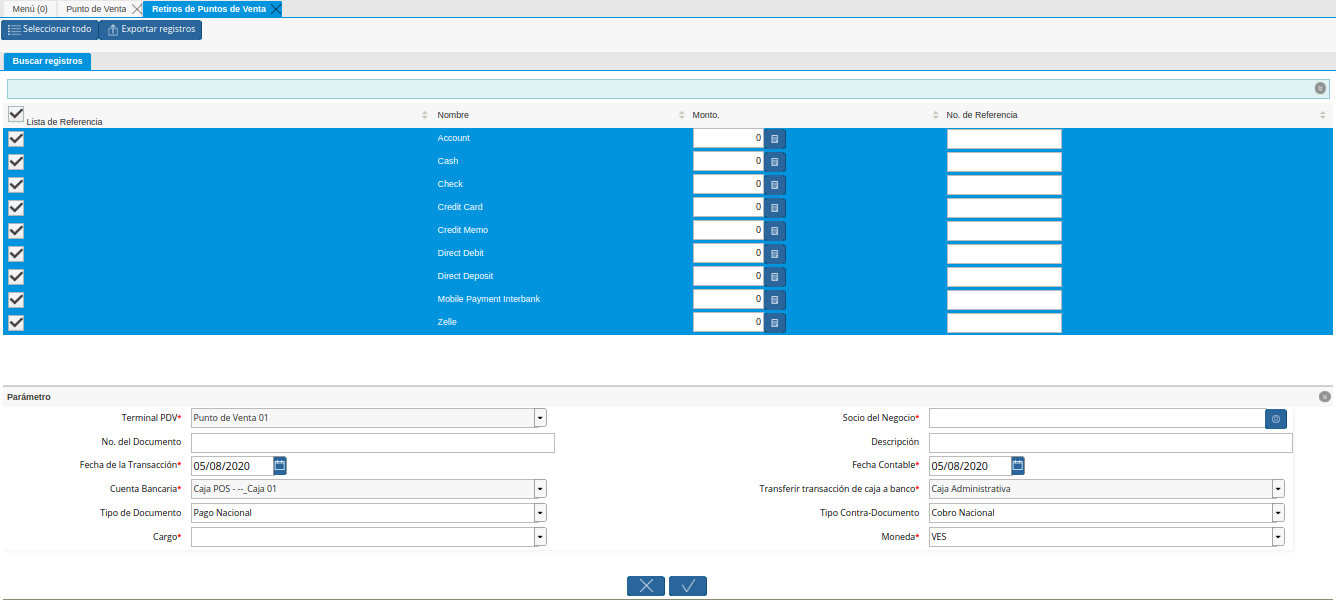 Menú (0) Punto de Venta Retiros de Puntos de Venta
Seleccionar todo Exportar registros
Buscar registros
Lista de Referencia Nombre Monto. No. de Referencia
Account 0
Cash 0
Check 0
Credit Card 0
Credit Memo 0
Direct Debit 0
Direct Deposit 0
Mobile Payment Interbank 0
Zelle 0
Parámetro
Terminal PDV* Punto de Venta 01 Socio del Negocio*
No. del Documento Descripción
Fecha de la Transacción* 05/08/2020 Fecha Contable* 05/08/2020
Cuenta Bancaria* Caja POS - --_Caja 01 Transferir transacción de caja a banco* Caja Administrativa
Tipo de Documento Pago Nacional Tipo Contra-Documento Cobro Nacional
Cargo* Moneda* VES